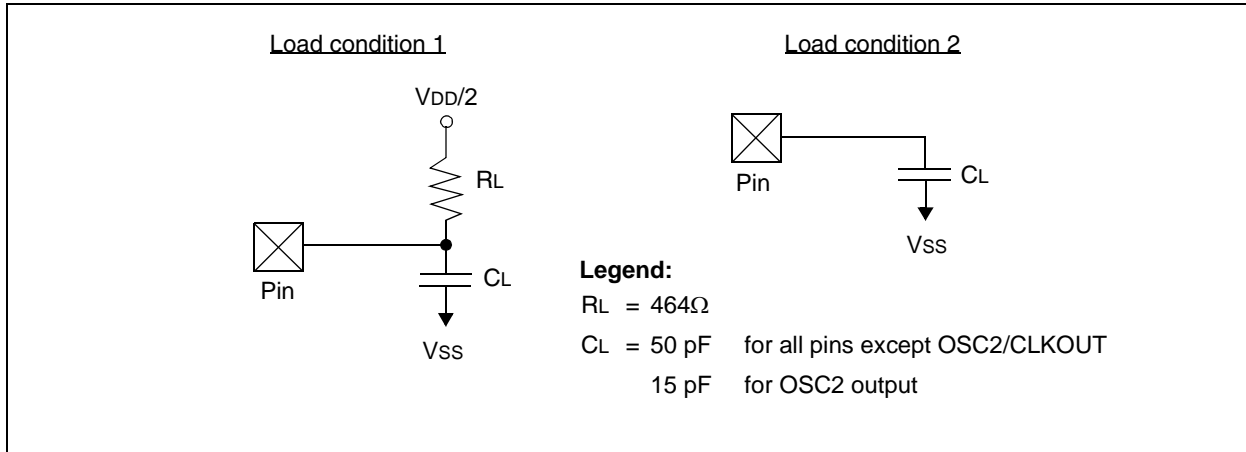 Load condition 1
VDD/2
RL
Pin
CL
VSS
Load condition 2
Pin
CL
VSS
Legend:
RL = 464Ω
CL = 50 pF for all pins except OSC2/CLKOUT
15 pF for OSC2 output